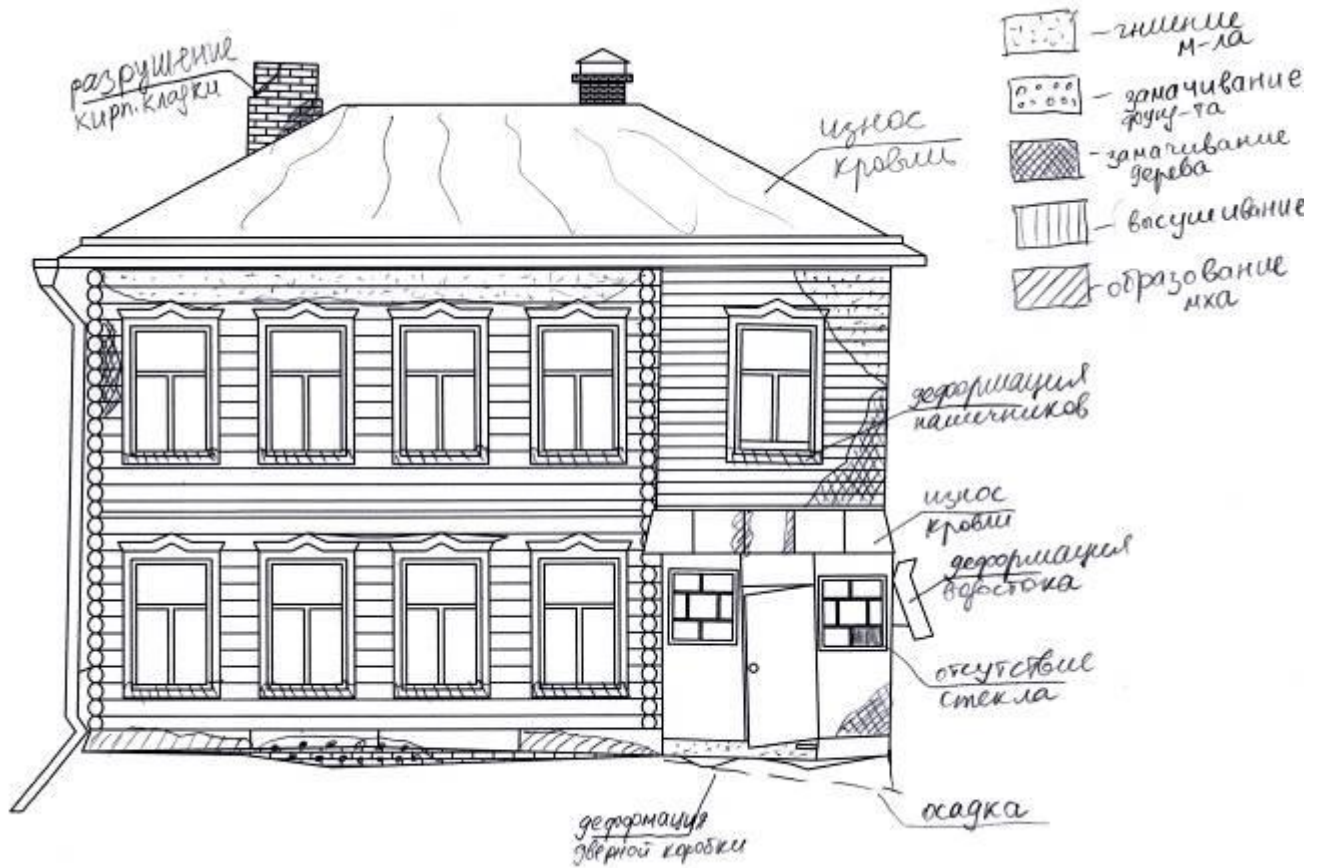 разрушение
кирп. кладки
износ
кровли
- гниение
м-ла
- замачивание
фунд-та
- замачивание
дерева
- высушивание
- образование
мха
деформация
наличников
износ
кровли
деформация
водостока
отсутствие
стекла
осадка
деформация
дверной коробки